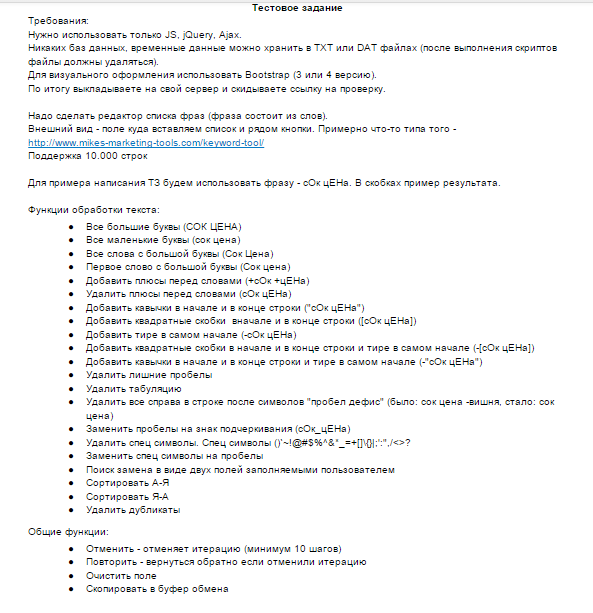 Тестовое задание
Требования:
Нужно использовать только JS, jQuery, Ajax.
Никаких баз данных, временные данные можно хранить в TXT или DAT файлах (после выполнения скриптов
файлы должны удаляться).
Для визуального оформления использовать Bootstrap (3 или 4 версию).
По итогу выкладываете на свой сервер и скидываете ссылку на проверку.
Надо сделать редактор списка фраз (фраза состоит из слов).
Внешний вид - поле куда вставляем список и рядом кнопки. Примерно что-то типа того -
http://www.mikes-marketing-tools.com/keyword-tool/
Поддержка 10.000 строк
Для примера написания ТЗ будем использовать фразу - сОк цЕНа. В скобках пример результата.
Функции обработки текста:
● Все большие буквы (СОК ЦЕНА)
● Все маленькие буквы (сок цена)
● Все слова с большой буквы (Сок Цена)
● Первое слово с большой буквы (Сок цена)
● Добавить плюсы перед словами (+сОк +цЕНа)
● Удалить плюсы перед словами (сОк цЕНа)
● Добавить кавычки в начале и в конце строки ("сОк цЕНа")
● Добавить квадратные скобки вначале и в конце строки ([сОк цЕНа])
● Добавить тире в самом начале (-сОк цЕНа)
● Добавить квадратные скобки в начале и в конце строки и тире в самом начале (-[сОк цЕНа])
● Добавить кавычки в начале и в конце строки и тире в самом начале (-"сОк цЕНа")
● Удалить лишние пробелы
● Удалить табуляцию
● Удалить все справа в строке после символов "пробел дефис" (было: сок цена -вишня, стало: сок
цена)
● Заменить пробелы на знак подчеркивания (сОк_цЕНа)
● Удалить спец символы. Спец символы ()`~!@#$%^&*_=+[]\{}|;':",/<>?
● Заменить спец символы на пробелы
● Поиск замена в виде двух полей заполняемыми пользователем
● Сортировать А-Я
● Сортировать Я-А
● Удалить дубликаты
Общие функции:
● Отменить - отменяет итерацию (минимум 10 шагов)
● Повторить - вернуться обратно если отменили итерацию
● Очистить поле
● Скопировать в буфер обмена